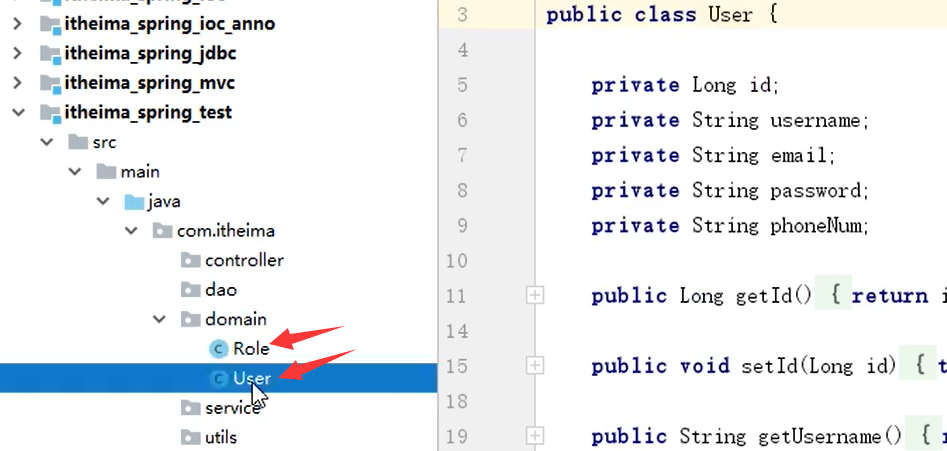 itheima_spring_ioc_anno
itheima_spring_jdbc
itheima_spring_mvc
itheima_spring_test
src
main
java
com.itheima
controller
dao
domain
Role
User
service
utils
3 public class User {
4
5 private Long id;
6 private String username;
7 private String email;
8 private String password;
9 private String phoneNum;
10
11 public Long getId() { return i
14
15 public void setId(Long id) { t
18
19 public String getUsername() { r